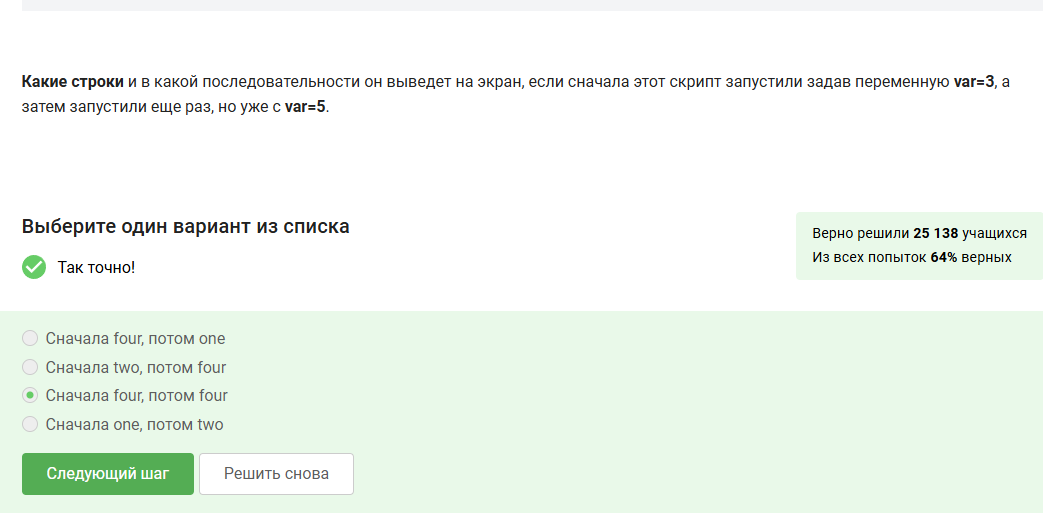 Какие строки и в какой последовательности он выведет на экран, если сначала этот скрипт запустили задав переменную var=3, а
затем запустили еще раз, но уже с var=5.
Выберите один вариант из списка
Так точно!
Верно решили 25 138 учащихся
Из всех попыток 64% верных
Сначала four, потом one
Сначала two, потом four
Сначала four, потом four
Сначала one, потом two
Следующий шаг
Решить снова